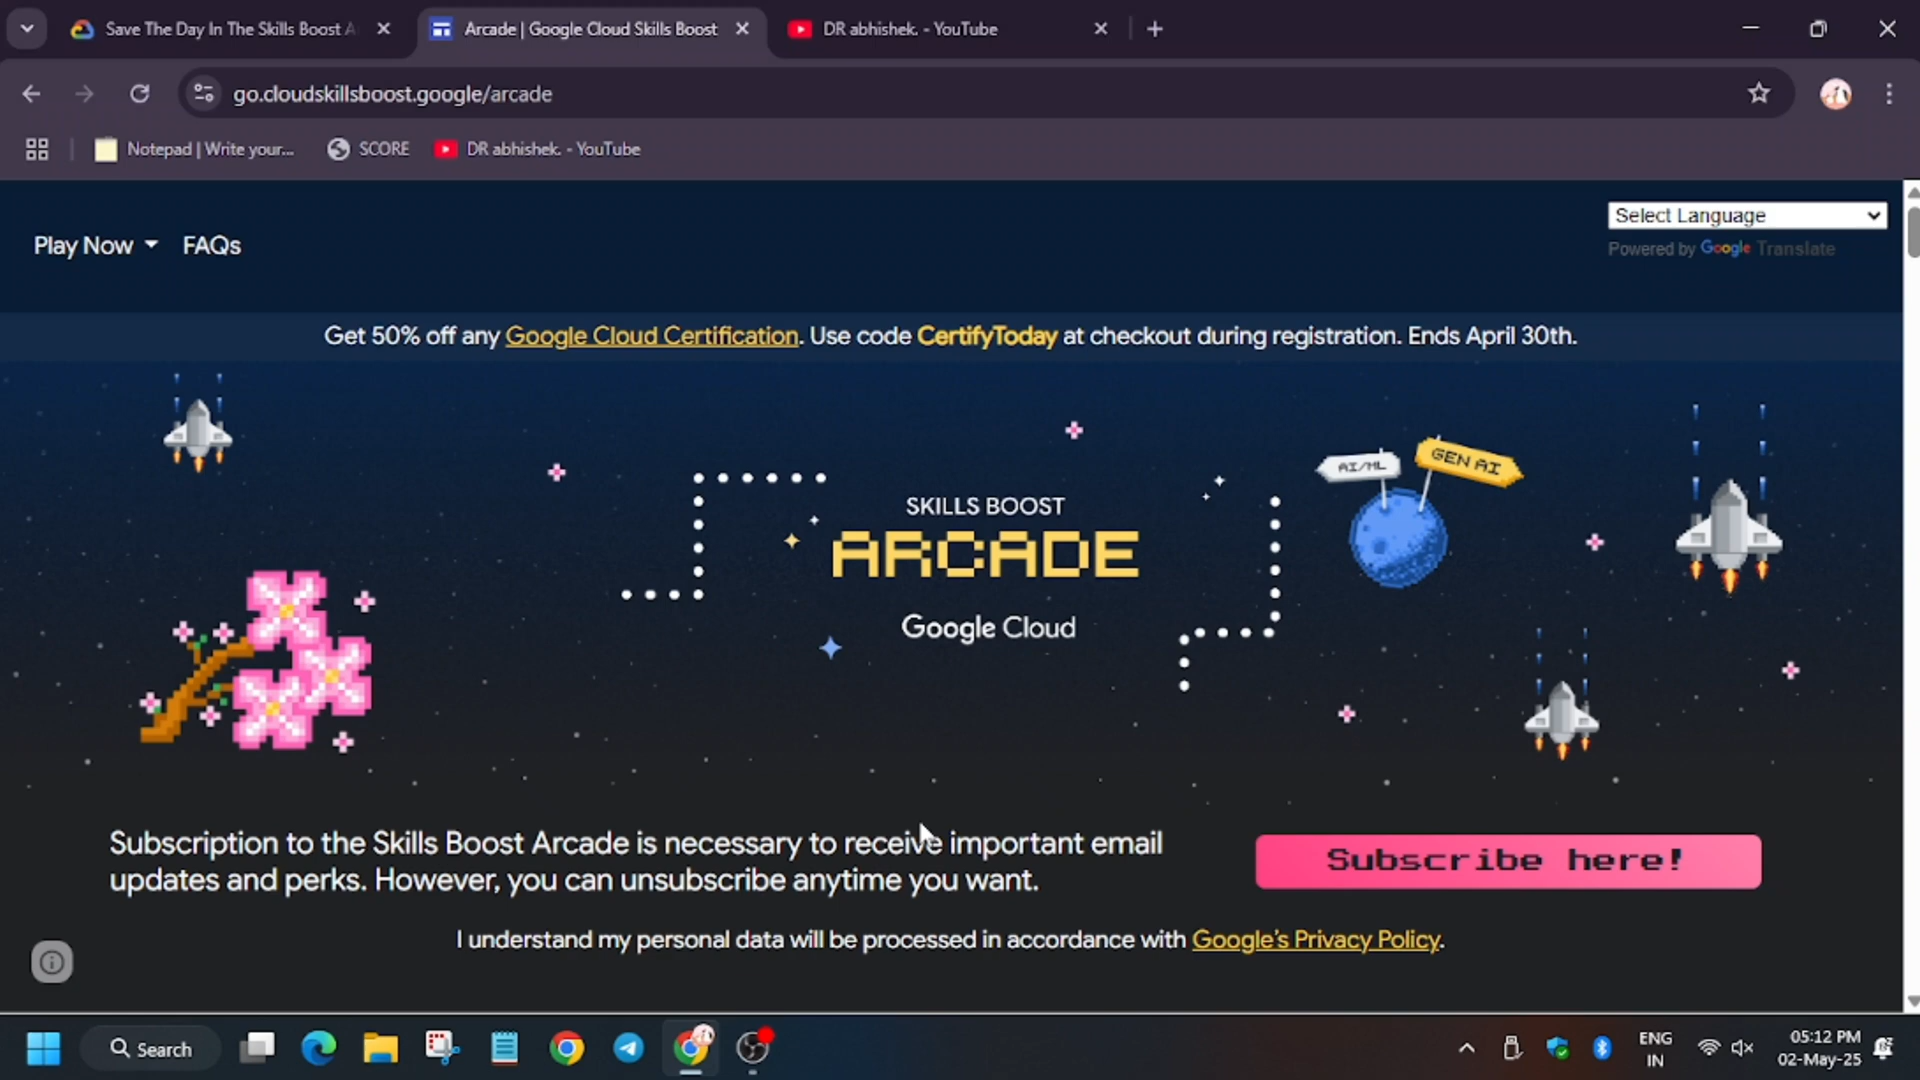 Save The Day In The Skills Boost A
Arcade | Google Cloud Skills Boost
DR abhishek. - YouTube
go.cloudskillsboost.google/arcade
Notepad | Write your...
SCORE
DR abhishek. - YouTube
Play Now
FAQs
Select Language
Powered by Google Translate
Get 50% off any Google Cloud Certification. Use code CertifyToday at checkout during registration. Ends April 30th.
AI/ML
GEN AI
SKILLS BOOST
ARCADE
Google Cloud
Subscription to the Skills Boost Arcade is necessary to receive important email
updates and perks. However, you can unsubscribe anytime you want.
Subscribe here!
I understand my personal data will be processed in accordance with Google's Privacy Policy.
Search
ENG
IN
05:12 PM
02-May-25